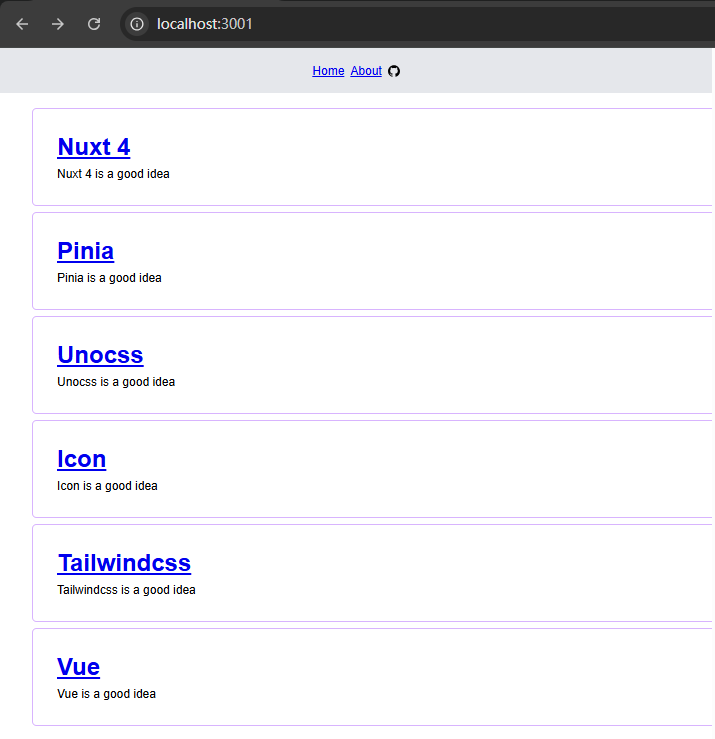 localhost:3001
Home About
Nuxt 4
Nuxt 4 is a good idea
Pinia
Pinia is a good idea
Unocss
Unocss is a good idea
Icon
Icon is a good idea
Tailwindcss
Tailwindcss is a good idea
Vue
Vue is a good idea